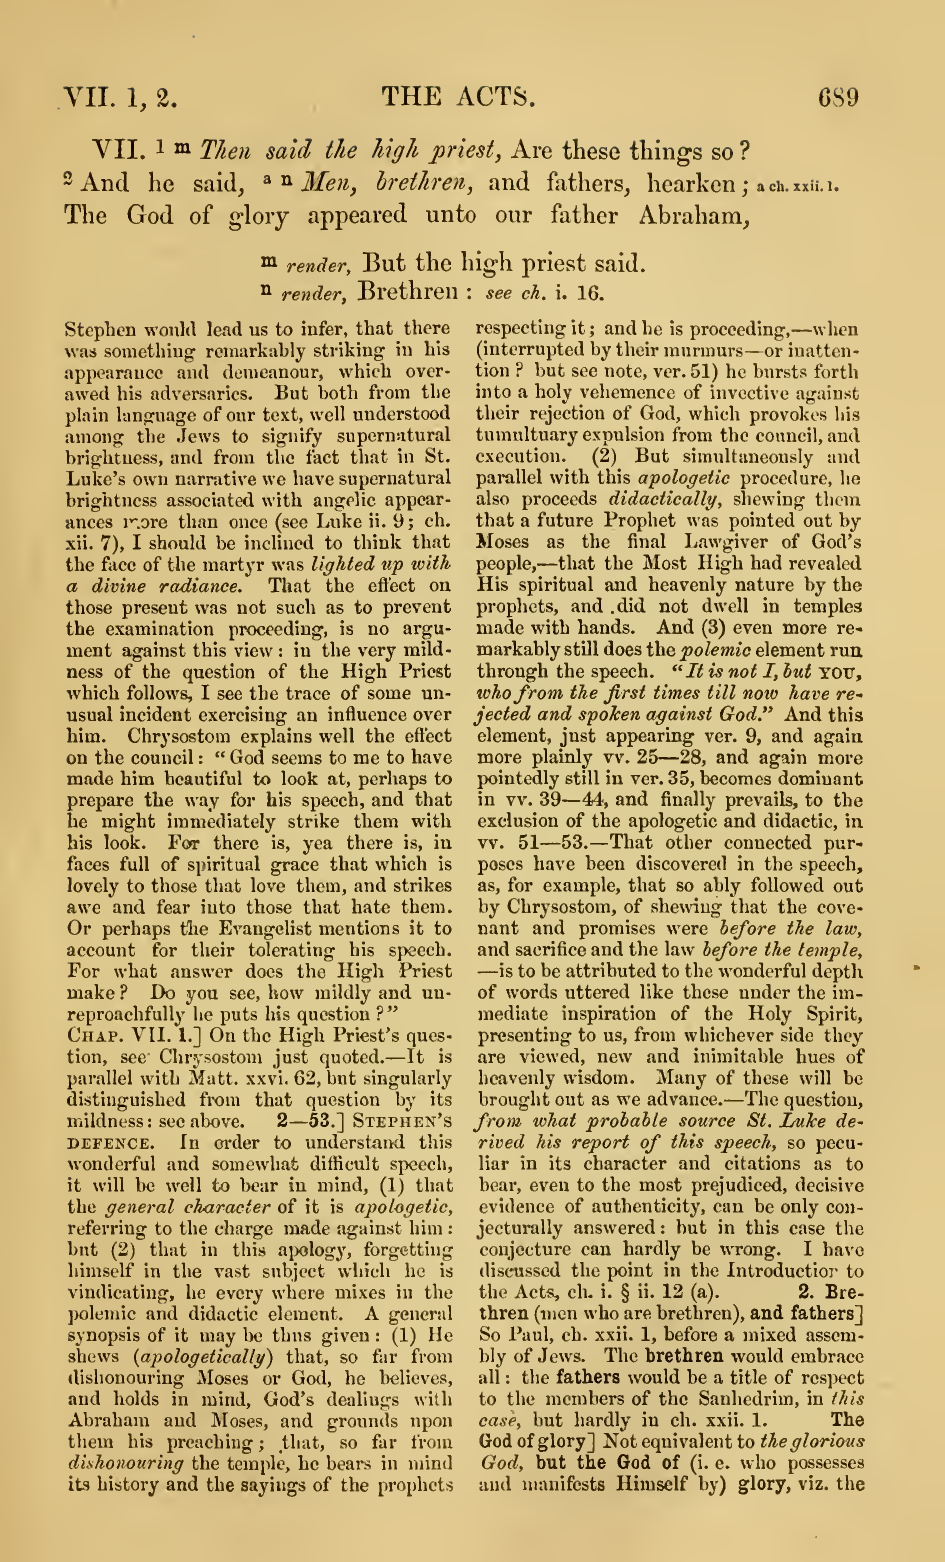 VII. 1, 2.
THE ACTS.
689
VII. 1 m Then said the high priest, Are these things so?
2 And he said, a n Men, brethren, and fathers, hearken; a ch. xxii. 1.
The God of glory appeared unto our father Abraham,
m render, But the high priest said.
n render, Brethren: see ch. i. 16.
Stephen would lead us to infer, that there
was something remarkably striking in his
appearance and demeanour, which over-
awed his adversaries. But both from the
plain language of our text, well understood
among the Jews to signify supernatural
brightness, and from the fact that in St.
Luke's own narrative we have supernatural
brightness associated with angelic appear-
ances more than once (see Luke ii. 9; ch.
xii. 7), I should be inclined to think that
the face of the martyr was lighted up with
a divine radiance. That the effect on
those present was not such as to prevent
the examination proceeding, is no argu-
ment against this view: in the very mild-
ness of the question of the High Priest
which follows, I see the trace of some un-
usual incident exercising an influence over
him. Chrysostom explains well the effect
on the council: "God seems to me to have
made him beautiful to look at, perhaps to
prepare the way for his speech, and that
he might immediately strike them with
his look. For there is, yea there is, in
faces full of spiritual grace that which is
lovely to those that love them, and strikes
awe and fear into those that hate them.
Or perhaps the Evangelist mentions it to
account for their tolerating his speech.
For what answer does the High Priest
make? Do you see, how mildly and un-
reproachfully he puts his question?"
CHAP. VII. 1.] On the High Priest's ques-
tion, see Chrysostom just quoted.—It is
parallel with Matt. xxvi. 62, but singularly
distinguished from that question by its
mildness: see above. 2—53.] STEPHEN'S
DEFENCE. In order to understand this
wonderful and somewhat difficult speech,
it will be well to bear in mind, (1) that
the general character of it is apologetic,
referring to the charge made against him:
but (2) that in this apology, forgetting
himself in the vast subject which he is
vindicating, he every where mixes in the
polemic and didactic element. A general
synopsis of it may be thus given: (1) He
shews (apologetically) that, so far from
dishonouring Moses or God, he believes,
and holds in mind, God's dealings with
Abraham and Moses, and grounds upon
them his preaching; that, so far from
dishonouring the temple, he bears in mind
its history and the sayings of the prophets
respecting it; and he is proceeding,—when
(interrupted by their murmurs—or inatten-
tion? but see note, ver. 51) he bursts forth
into a holy vehemence of invective against
their rejection of God, which provokes his
tumultuary expulsion from the council, and
execution. (2) But simultaneously and
parallel with this apologetic procedure, he
also proceeds didactically, shewing them
that a future Prophet was pointed out by
Moses as the final Lawgiver of God's
people,—that the Most High had revealed
His spiritual and heavenly nature by the
prophets, and did not dwell in temples
made with hands. And (3) even more re-
markably still does the polemic element run
through the speech. "It is not I, but YOU,
who from the first times till now have re-
jected and spoken against God." And this
element, just appearing ver. 9, and again
more plainly vv. 25—28, and again more
pointedly still in ver. 35, becomes dominant
in vv. 39—44, and finally prevails, to the
exclusion of the apologetic and didactic, in
vv. 51—53.—That other connected pur-
poses have been discovered in the speech,
as, for example, that so ably followed out
by Chrysostom, of shewing that the cove-
nant and promises were before the law,
and sacrifice and the law before the temple,
—is to be attributed to the wonderful depth
of words uttered like these under the im-
mediate inspiration of the Holy Spirit,
presenting to us, from whichever side they
are viewed, new and inimitable hues of
heavenly wisdom. Many of these will be
brought out as we advance.—The question,
from what probable source St. Luke de-
rived his report of this speech, so pecu-
liar in its character and citations as to
bear, even to the most prejudiced, decisive
evidence of authenticity, can be only con-
jecturally answered: but in this case the
conjecture can hardly be wrong. I have
discussed the point in the Introduction to
the Acts, ch. i. § ii. 12 (a). 2. Bre-
thren (men who are brethren), and fathers]
So Paul, ch. xxii. 1, before a mixed assem-
bly of Jews. The brethren would embrace
all: the fathers would be a title of respect
to the members of the Sanhedrim, in this
case, but hardly in ch. xxii. 1. The
God of glory] Not equivalent to the glorious
God, but the God of (i. e. who possesses
and manifests Himself by) glory, viz. the